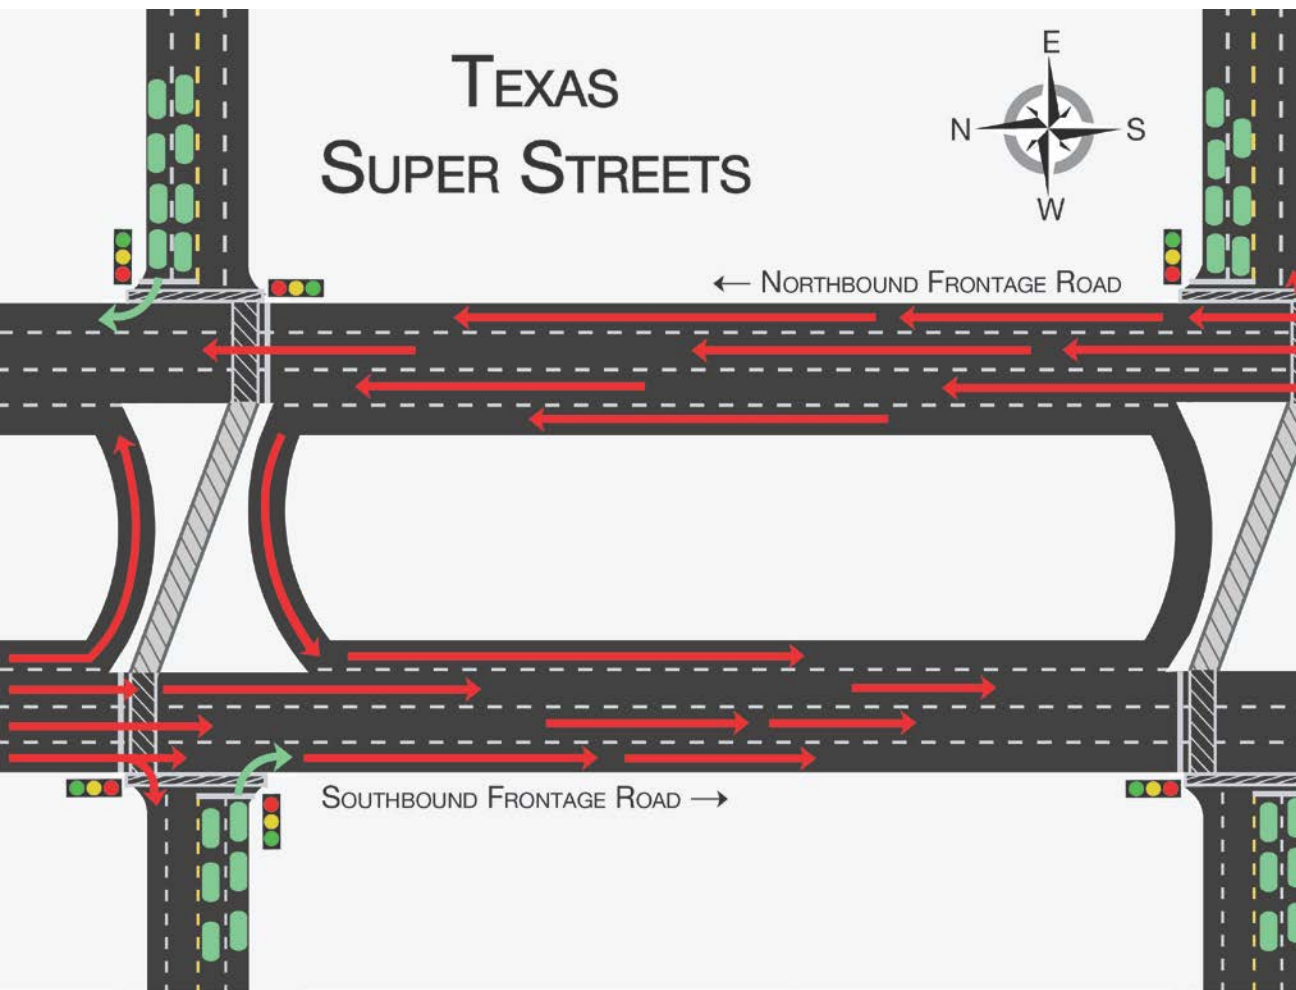 TEXAS
SUPER STREETS
E
N
S
W
← NORTHBOUND FRONTAGE ROAD
SOUTHBOUND FRONTAGE ROAD →